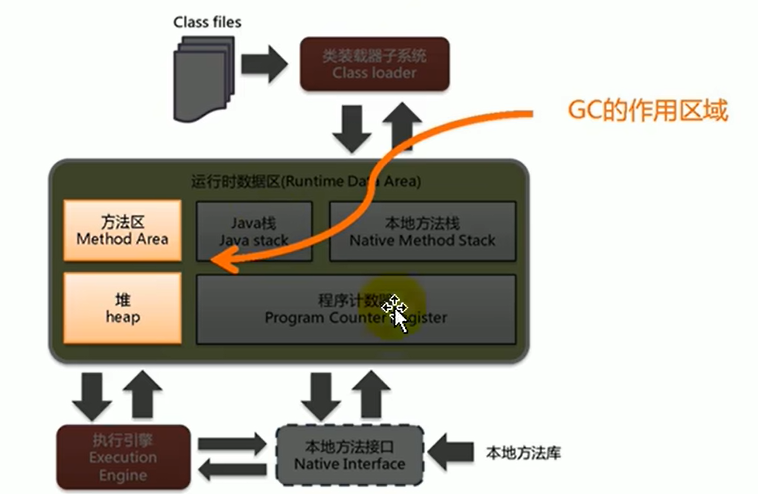 Class files
类装载器子系统
Class loader
GC的作用区域
运行时数据区(Runtime Data Area)
方法区
Method Area
Java栈
Java stack
本地方法栈
Native Method Stack
堆
heap
程序计数
Program Counter
执行引擎
Execution
Engine
本地方法接口
Native Interface
本地方法库